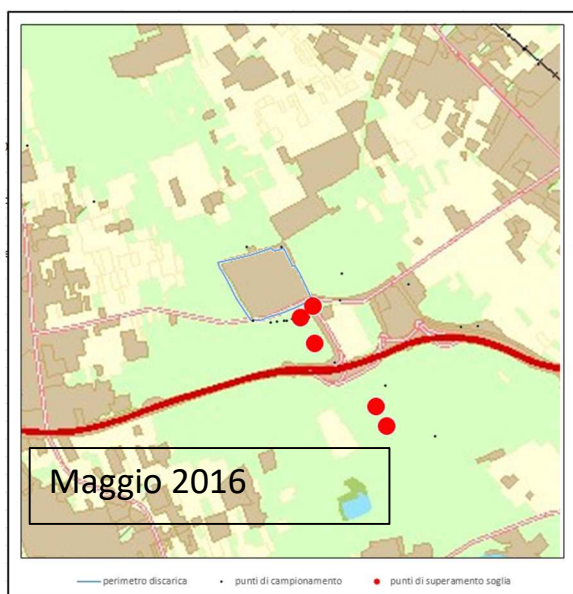 Maggio 2016
perimetro discarica punti di campionamento punti di superamento soglia